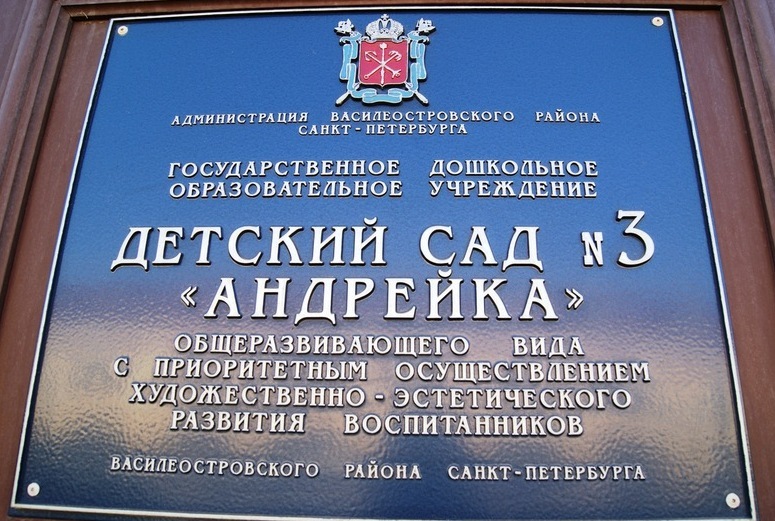 АДМИНИСТРАЦИЯ ВАСИЛЕОСТРОВСКОГО РАЙОНА
САНКТ-ПЕТЕРБУРГА
ГОСУДАРСТВЕННОЕ ДОШКОЛЬНОЕ
ОБРАЗОВАТЕЛЬНОЕ УЧРЕЖДЕНИЕ
ДЕТСКИЙ САД N 3
«АНДРЕЙКА»
ОБЩЕРАЗВИВАЮЩЕГО ВИДА
С ПРИОРИТЕТНЫМ ОСУЩЕСТВЛЕНИЕМ
ХУДОЖЕСТВЕННО-ЭСТЕТИЧЕСКОГО
РАЗВИТИЯ ВОСПИТАННИКОВ
ВАСИЛЕОСТРОВСКОГО РАЙОНА САНКТ-ПЕТЕРБУРГА